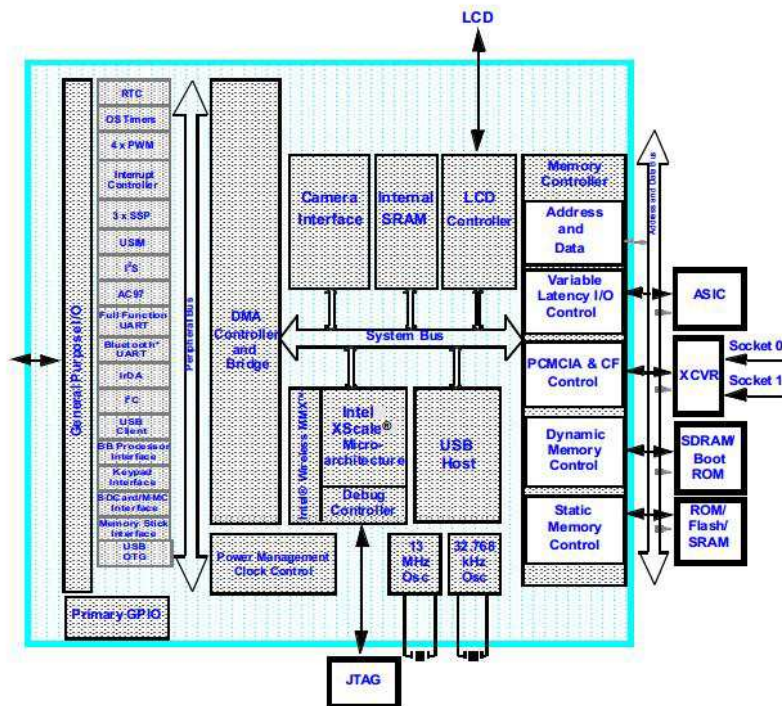 LCD
General Purpose I/O
RTC
OS Timers
4 x PWM
Interrupt
Controller
3 x SSP
USIM
I²S
AC97
Full Function
UART
Bluetooth*
UART
IrDA
I²C
USB
Client
BB Processor
Interface
Keypad
Interface
SDCard/MMC
Interface
Memory Stick
Interface
USB
OTG
Primary GPIO
Peripheral Bus
DMA
Controller
and
Bridge
Power Management
Clock Control
Camera
Interface
Internal
SRAM
LCD
Controller
System Bus
Intel® Wireless MMX™
Intel
XScale®
Micro-
architecture
Debug
Controller
USB
Host
13
MHz
Osc
32.768
kHz
Osc
JTAG
Memory
Controller
Address
and
Data
Variable
Latency I/O
Control
PCMCIA & CF
Control
Dynamic
Memory
Control
Static
Memory
Control
Address and Data Bus
ASIC
XCVR
Socket 0
Socket 1
SDRAM/
Boot
ROM
ROM/
Flash/
SRAM